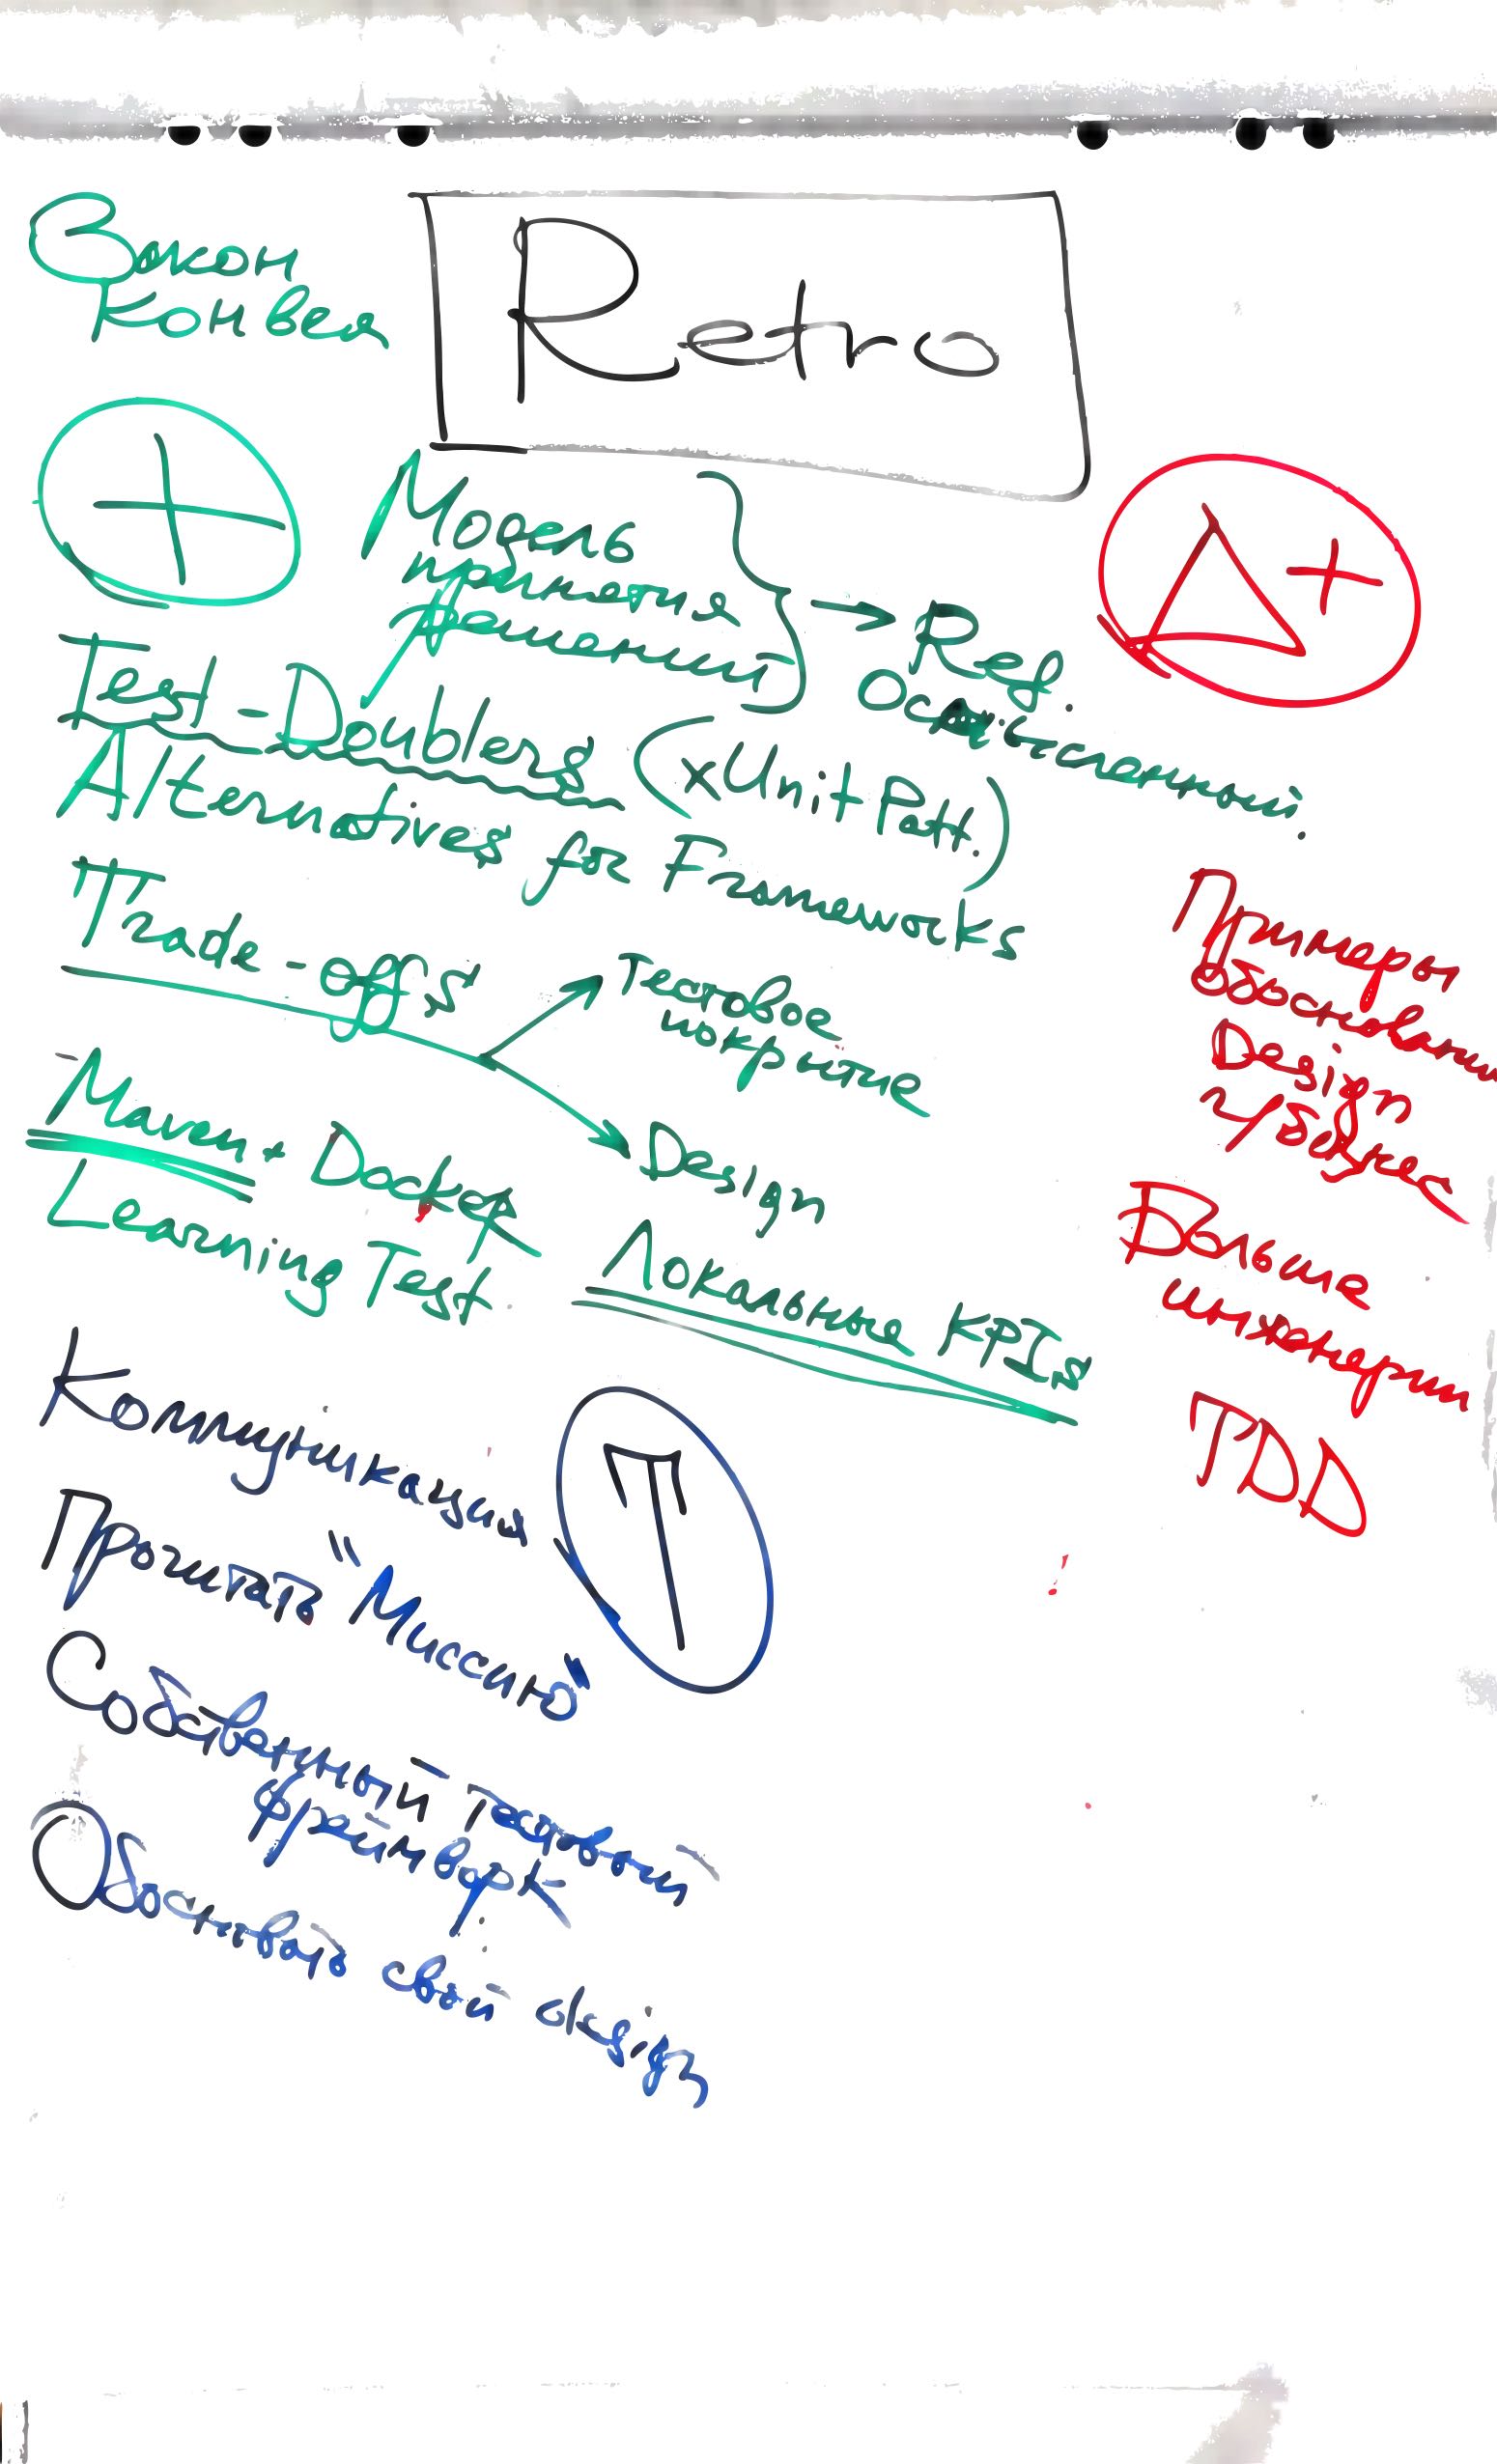 Retro
Закон
Конвея
+
Модель
принятия
решений
→ Ref.
Осмысленный.
Test-Doublers (xUnit Patt.)
Alternatives for Frameworks
Trade-offs
Тестовое
покрытие
Design
Maven + Docker
Learning Test
Локальные KPIs
Δ+
Примеры
обоснования
Design
ч/з бизнес
Больше
инженерии
TDD
Коммуникация
T
Прочитать "Миссию"
Собственный тестовый
фреймворк
Обосновать свой design